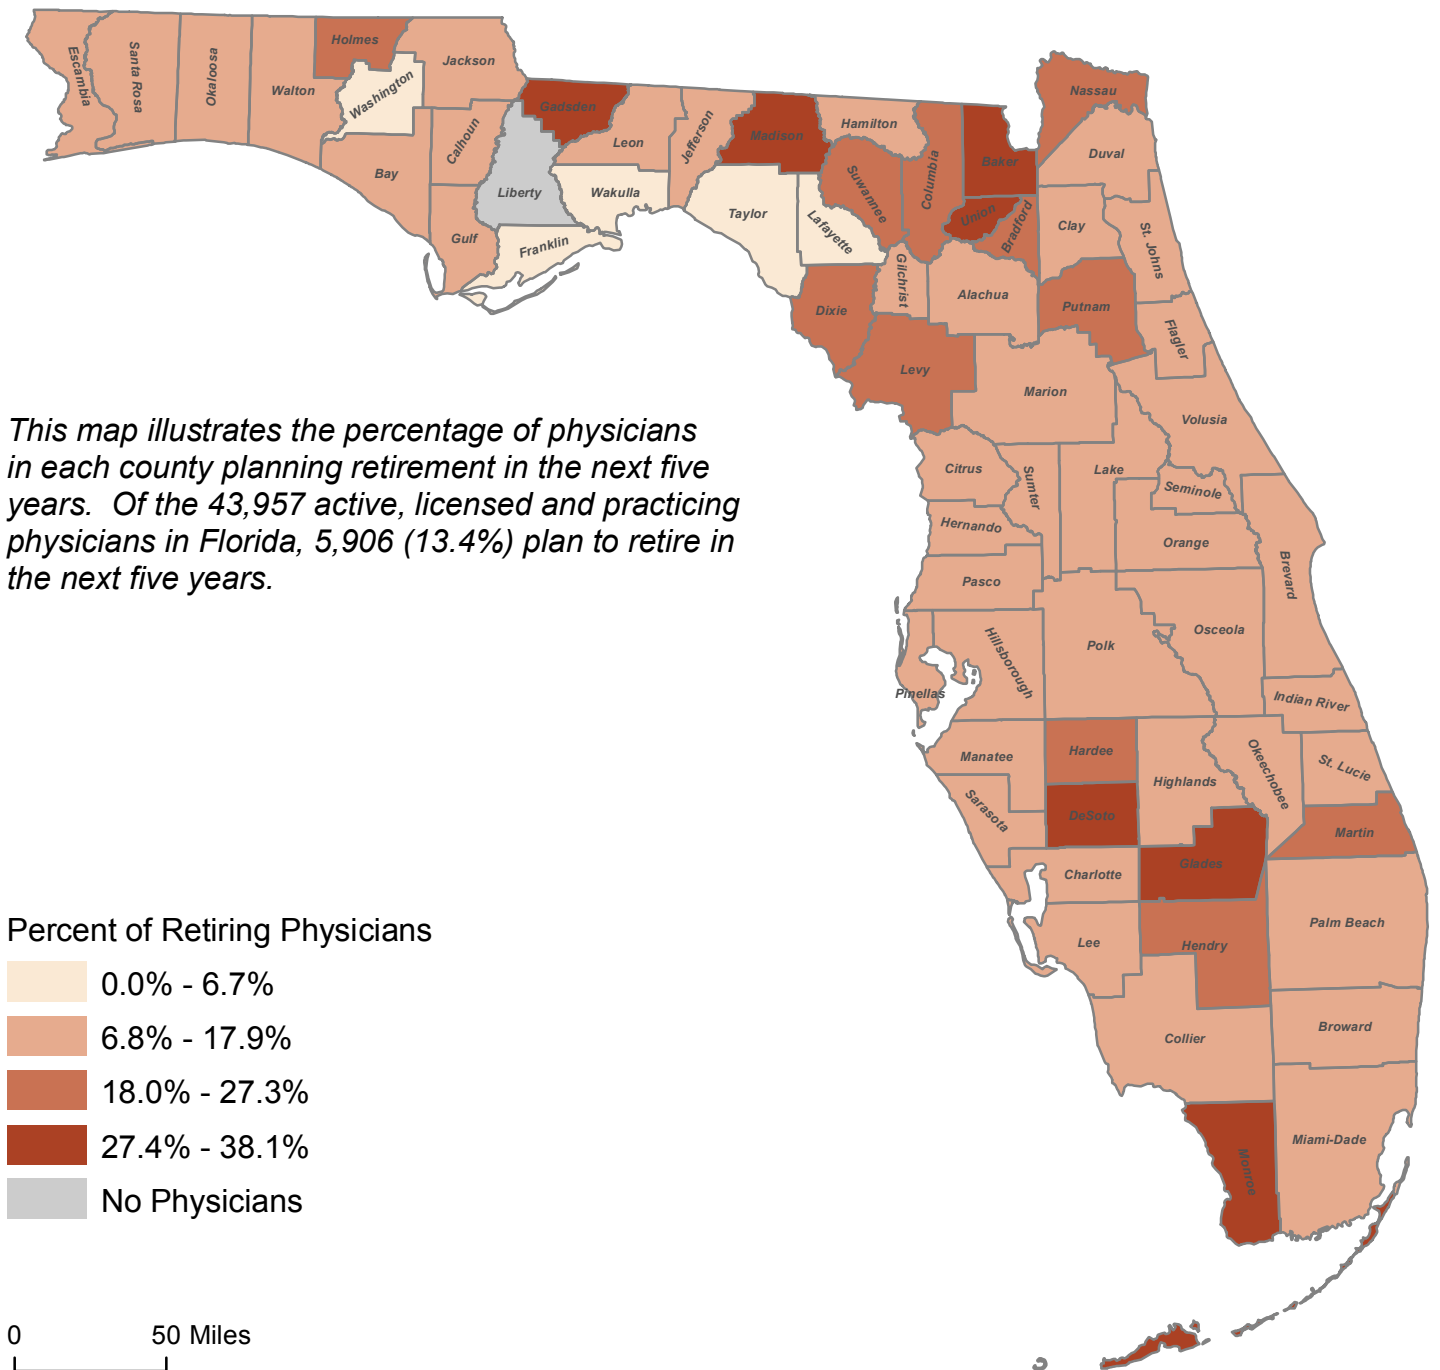 Holmes
Jackson
Escambia
Santa Rosa
Okaloosa
Walton
Washington
Gadsden
Calhoun
Leon
Jefferson
Madison
Hamilton
Nassau
Bay
Liberty
Wakulla
Taylor
Lafayette
Suwannee
Columbia
Baker
Duval
Gulf
Franklin
Union
Bradford
Clay
St. Johns
Dixie
Gilchrist
Alachua
Putnam
Flagler
Levy
Marion
Volusia
This map illustrates the percentage of physicians
in each county planning retirement in the next five
years. Of the 43,957 active, licensed and practicing
physicians in Florida, 5,906 (13.4%) plan to retire in
the next five years.
Citrus
Sumter
Lake
Seminole
Hernando
Orange
Brevard
Pasco
Hillsborough
Polk
Osceola
Pinellas
Indian River
Manatee
Hardee
Highlands
Okeechobee
St. Lucie
Sarasota
DeSoto
Martin
Glades
Charlotte
Palm Beach
Lee
Hendry
Collier
Broward
Miami-Dade
Monroe
Percent of Retiring Physicians
0.0% - 6.7%
6.8% - 17.9%
18.0% - 27.3%
27.4% - 38.1%
No Physicians
0 50 Miles